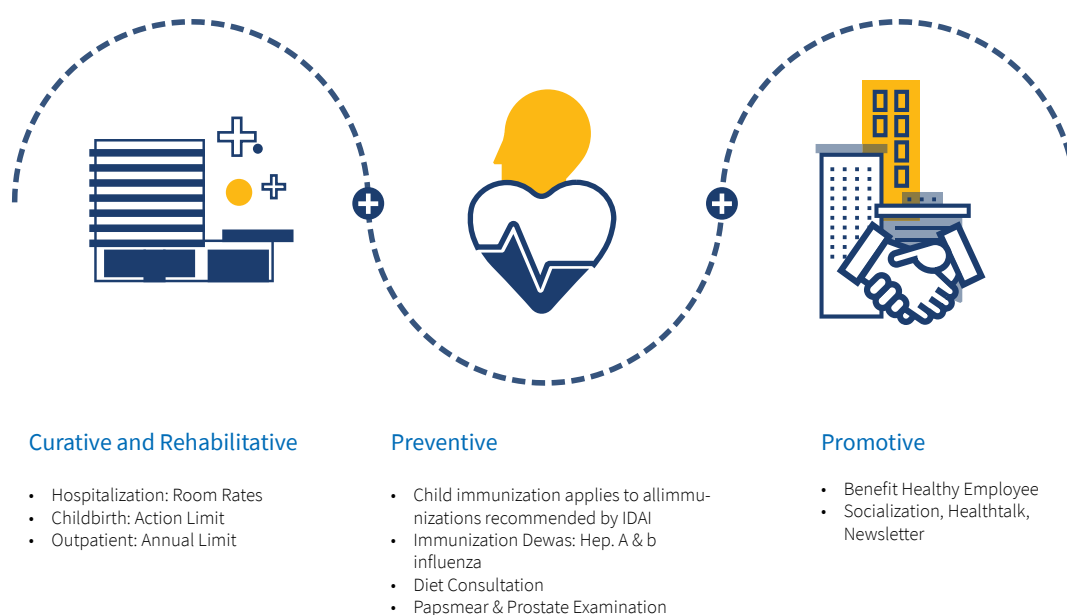 Curative and Rehabilitative
• Hospitalization: Room Rates
• Childbirth: Action Limit
• Outpatient: Annual Limit
Preventive
• Child immunization applies to allimmu-
nizations recommended by IDAI
• Immunization Dewas: Hep. A & b
influenza
• Diet Consultation
• Papsmear & Prostate Examination
Promotive
• Benefit Healthy Employee
• Socialization, Healthtalk,
Newsletter